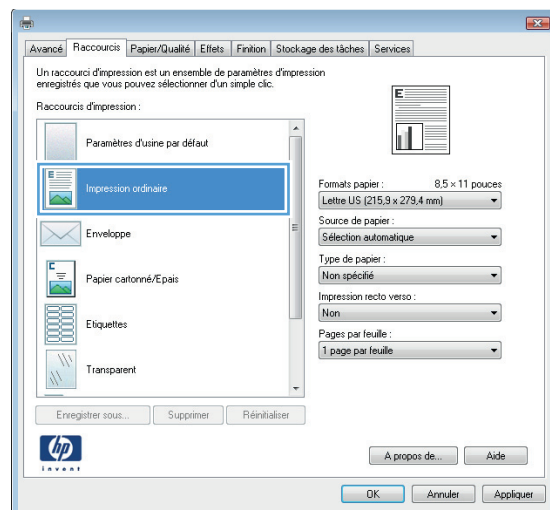 Avancé Raccourcis Papier/Qualité Effets Finition Stockage des tâches Services
Un raccourci d'impression est un ensemble de paramètres d'impression
enregistrés que vous pouvez sélectionner d'un simple clic.
Raccourcis d'impression :
Paramètres d'usine par défaut
Impression ordinaire
Enveloppe
Papier cartonné/Epais
Etiquettes
Transparent
E
E
C
Formats papier : 8,5 × 11 pouces
Lettre US (215,9 x 279,4 mm)
Source de papier :
Sélection automatique
Type de papier :
Non spécifié
Impression recto verso :
Non
Pages par feuille :
1 page par feuille
Enregistrer sous... Supprimer Réinitialiser
hp
invent
A propos de... Aide
OK Annuler Appliquer